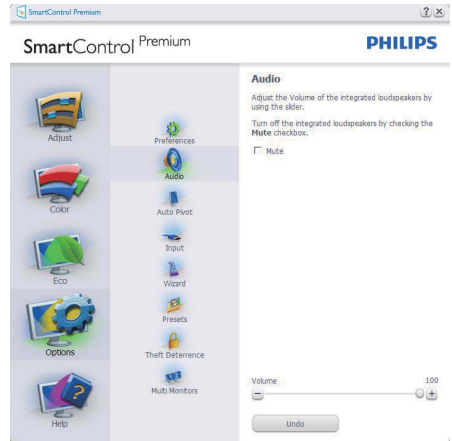 SmartControl Premium
SmartControl Premium
PHILIPS
Adjust
Color
Eco
Options
Help
Preferences
Audio
Auto Pivot
Input
Wizard
Presets
Theft Deterrence
Multi Monitors
Audio
Adjust the Volume of the integrated loudspeakers by
using the slider.
Turn off the integrated loudspeakers by checking the
Mute checkbox.
Mute
Volume 100
Undo